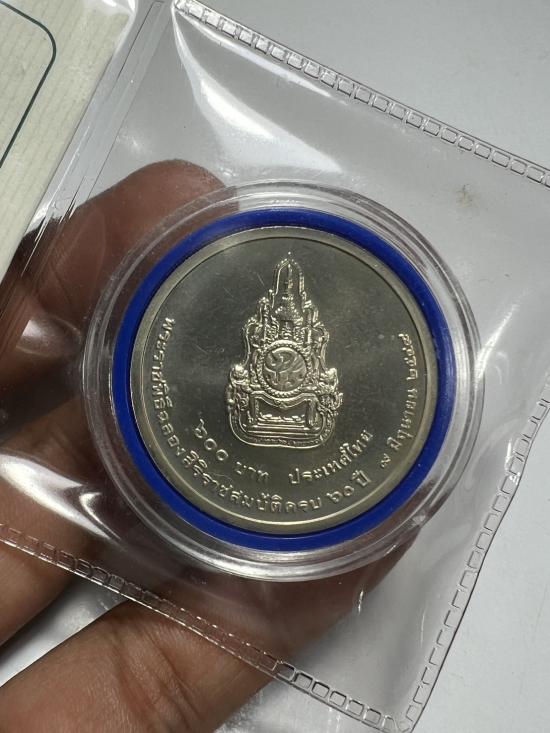 ๖๐๐ บาท ประเทศไทย
พระราชพิธีฉลองสิริราชสมบัติครบ ๖๐ ปี ๙ มิถุนายน ๒๕๔๙